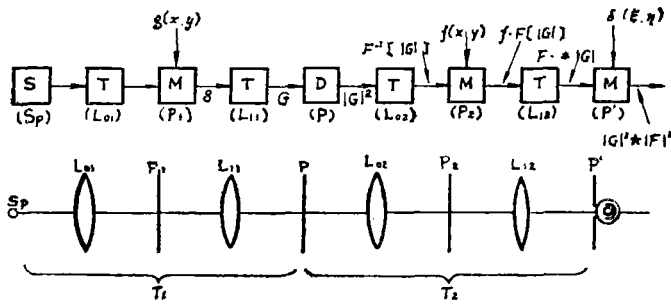 g(x,y) f(x,y) δ(ξ,η)
F⁻¹[|G|] f·F[|G|] F·*|G|
S T M T D T M T M
g G |G|²
(Sp) (L01) (P1) (L11) (P) (L02) (P2) (L12) (P')
|G|²*|F|²
Sp L01 P1 L11 P L02 P2 L12 P'
T1 T2